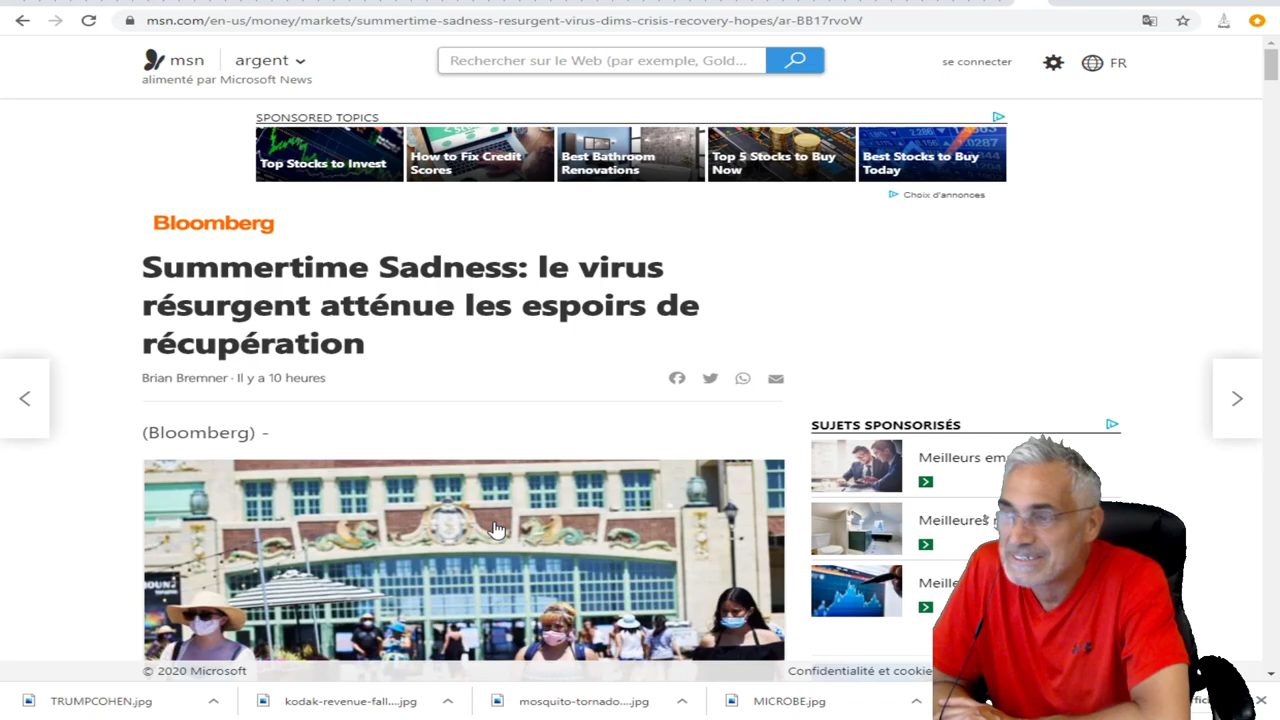 msn.com/en-us/money/markets/summertime-sadness-resurgent-virus-dims-crisis-recovery-hopes/ar-BB17rvoW
msn
argent
Rechercher sur le Web (par exemple, Gold...
se connecter
FR
alimenté par Microsoft News
SPONSORED TOPICS
Top Stocks to Invest
How to Fix Credit
Scores
Best Bathroom
Renovations
Top 5 Stocks to Buy
Now
Best Stocks to Buy
Today
Choix d'annonces
Bloomberg
Summertime Sadness: le virus
résurgent atténue les espoirs de
récupération
Brian Bremner · Il y a 10 heures
(Bloomberg) -
SUJETS SPONSORISÉS
Meilleurs
Meilleures
© 2020 Microsoft
Confidentialité et cookie
TRUMPCOHEN.jpg
kodak-revenue-fall....jpg
mosquito-tornado....jpg
MICROBE.jpg